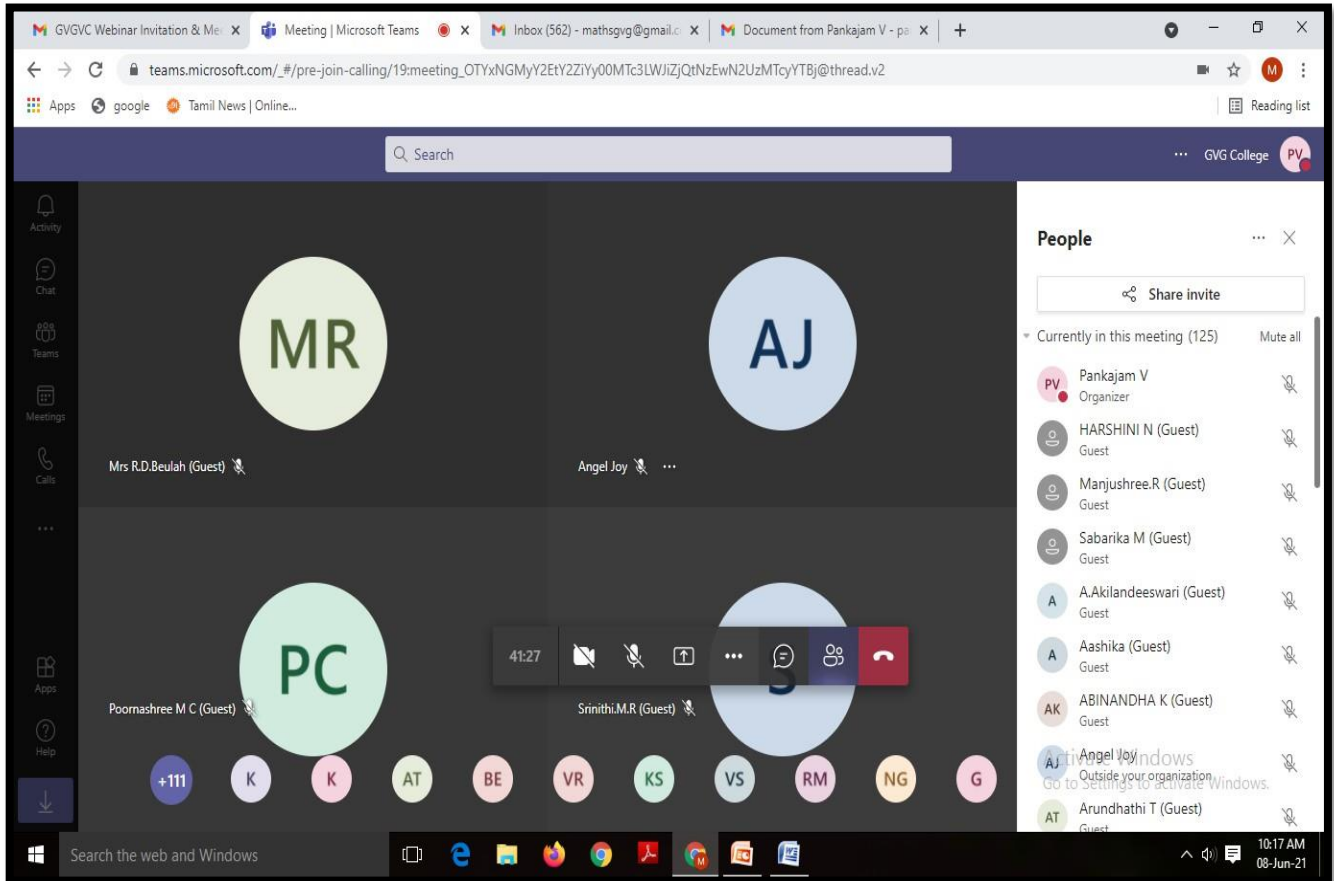 GVGVC Webinar Invitation & Me
Meeting | Microsoft Teams
Inbox (562) - mathsgvg@gmail.c
Document from Pankajam V - pa
teams.microsoft.com/_#/pre-join-calling/19:meeting_OTYxNGMyY2EtY2ZiYy00MTc3LWJiZjQtNzEwN2UzMTcyYTBj@thread.v2
M
Apps google Tamil News | Online...
Reading list
Search
GVG College
PV
Activity
Chat
Teams
Meetings
Calls
Apps
Help
MR
Mrs R.D.Beulah (Guest)
AJ
Angel Joy
PC
Poornashree M C (Guest)
S
Srinithi.M.R (Guest)
41:27
+111 K K AT BE VR KS VS RM NG G
People
Share invite
Currently in this meeting (125) Mute all
PV Pankajam V
Organizer
HARSHINI N (Guest)
Guest
Manjushree.R (Guest)
Guest
Sabarika M (Guest)
Guest
A A.Akilandeeswari (Guest)
Guest
A Aashika (Guest)
Guest
AK ABINANDHA K (Guest)
Guest
AJ Angel Joy
Outside your organization
Activate Windows
Go to Settings to activate Windows.
AT Arundhathi T (Guest)
Guest
Search the web and Windows
10:17 AM
08-Jun-21